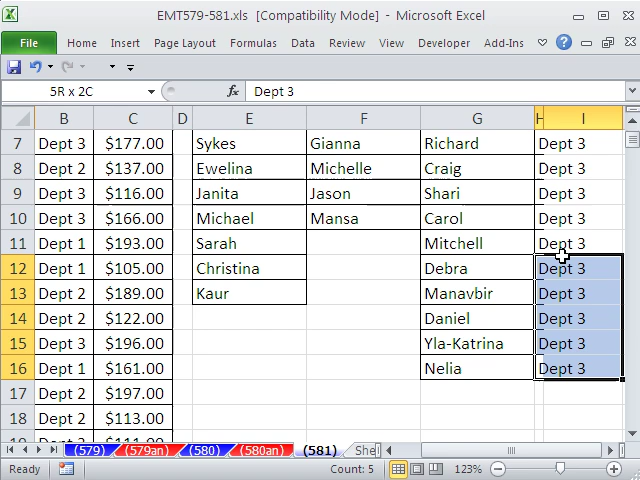 EMT579-581.xls [Compatibility Mode] - Microsoft Excel
File Home Insert Page Layout Formulas Data Review View Developer Add-Ins
5R x 2C fx Dept 3
B C D E F G H I
7 Dept 3 $177.00 Sykes Gianna Richard Dept 3
8 Dept 2 $137.00 Ewelina Michelle Craig Dept 3
9 Dept 3 $116.00 Janita Jason Shari Dept 3
10 Dept 3 $166.00 Michael Mansa Carol Dept 3
11 Dept 1 $193.00 Sarah Mitchell Dept 3
12 Dept 1 $105.00 Christina Debra Dept 3
13 Dept 2 $189.00 Kaur Manavbir Dept 3
14 Dept 2 $122.00 Daniel Dept 3
15 Dept 3 $196.00 Yla-Katrina Dept 3
16 Dept 1 $161.00 Nelia Dept 3
17 Dept 2 $197.00
18 Dept 2 $113.00
19 Dept 3 $111.00
(579) (579an) (580) (580an) (581) Shel
Ready Count: 5 123%